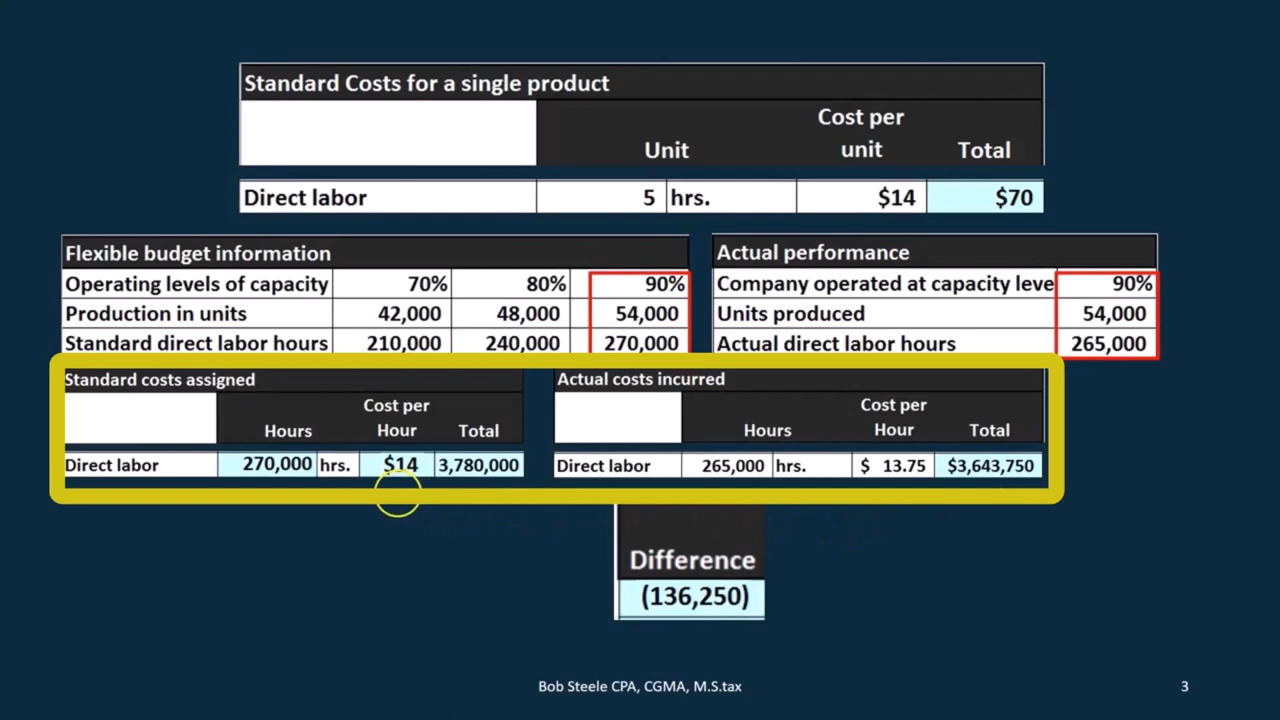 Standard Costs for a single product
Cost per
Unit unit Total
Direct labor 5 hrs. $14 $70
Flexible budget information
Operating levels of capacity 70% 80% 90%
Production in units 42,000 48,000 54,000
Standard direct labor hours 210,000 240,000 270,000
Actual performance
Company operated at capacity leve 90%
Units produced 54,000
Actual direct labor hours 265,000
Standard costs assigned
Cost per
Hours Hour Total
Direct labor 270,000 hrs. $14 3,780,000
Actual costs incurred
Cost per
Hours Hour Total
Direct labor 265,000 hrs. $ 13.75 $3,643,750
Difference
(136,250)
Bob Steele CPA, CGMA, M.S.tax 3